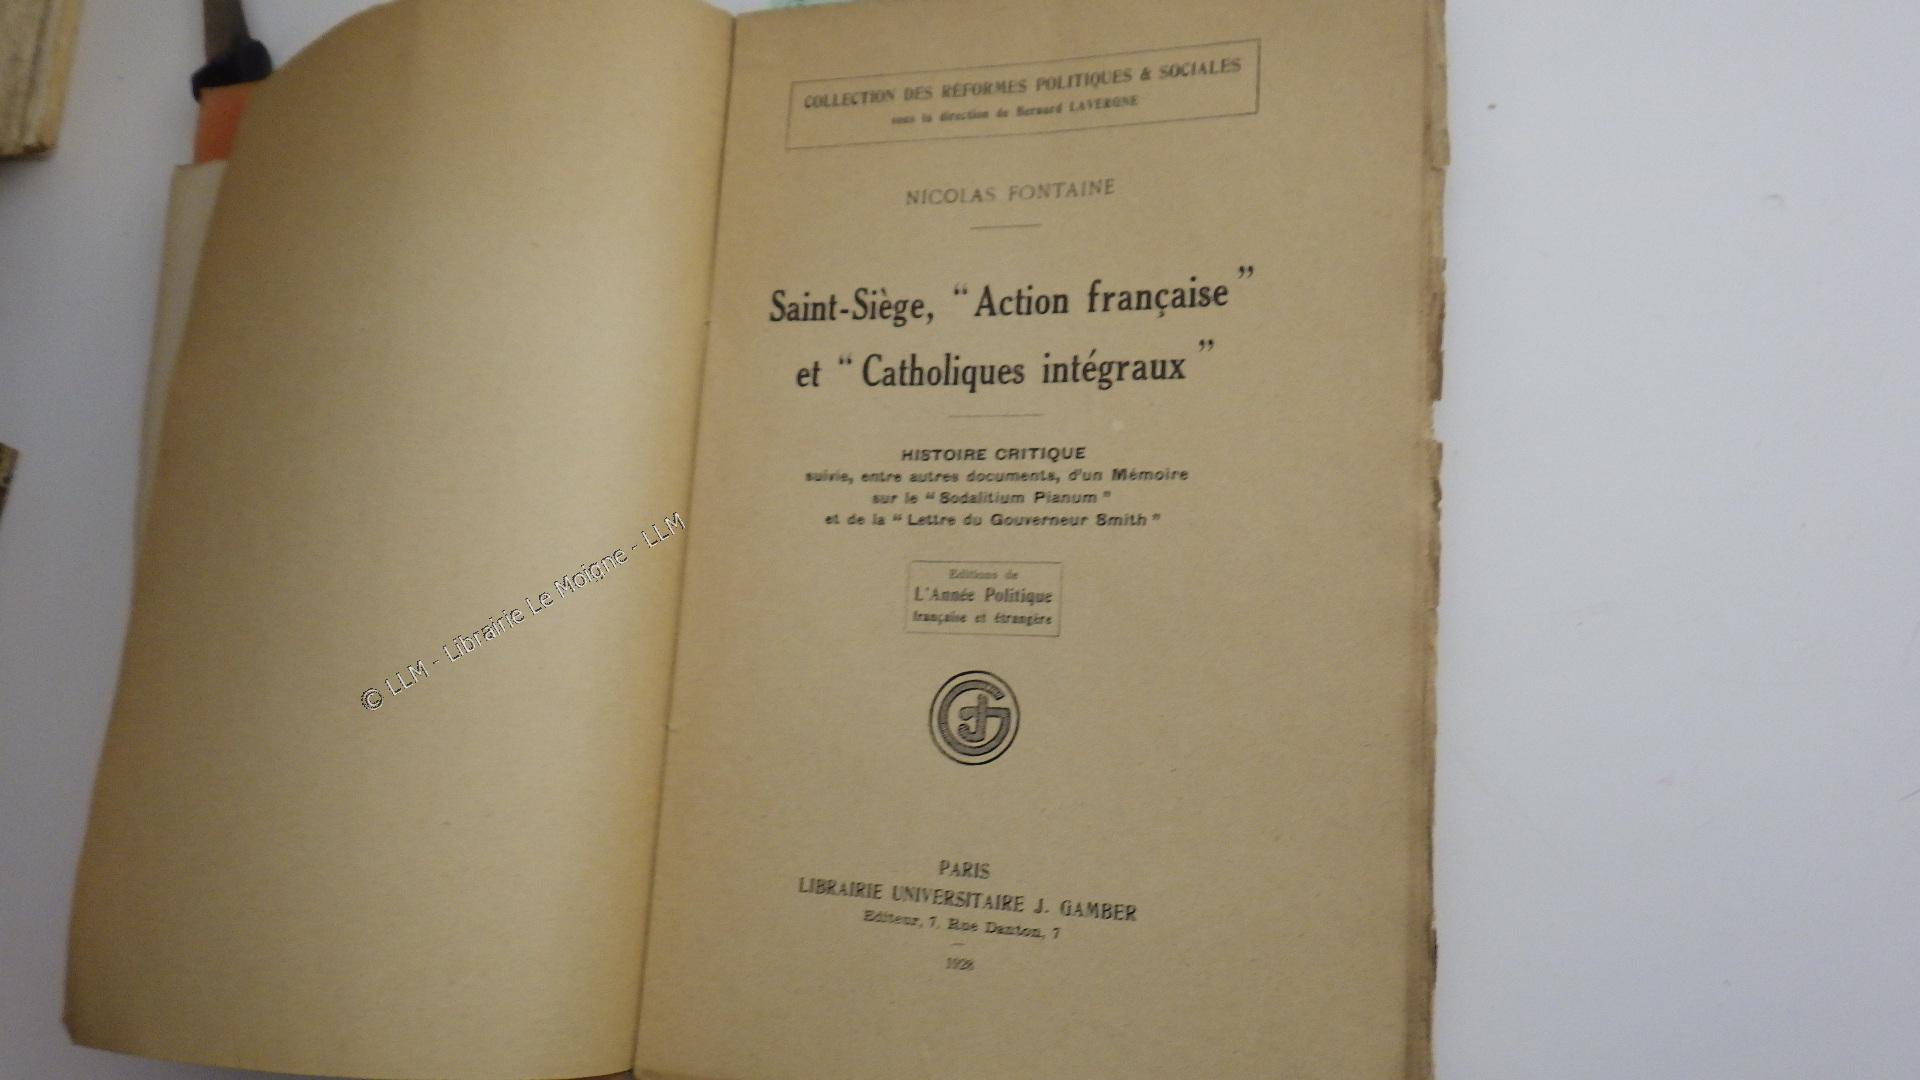 COLLECTION DES RÉFORMES POLITIQUES & SOCIALES
sous la direction de Bernard LAVERGNE
NICOLAS FONTAINE
Saint-Siège, “ Action française ”
et “ Catholiques intégraux ”
HISTOIRE CRITIQUE
suivie, entre autres documents, d'un Mémoire
sur le “ Sodalitium Pianum ”
et de la “ Lettre du Gouverneur Smith ”
Editions de
L'Année Politique
française et étrangère
PARIS
LIBRAIRIE UNIVERSITAIRE J. GAMBER
Editeur, 7, Rue Danton, 7
1928
© LLM - Librairie Le Moigne - LLM